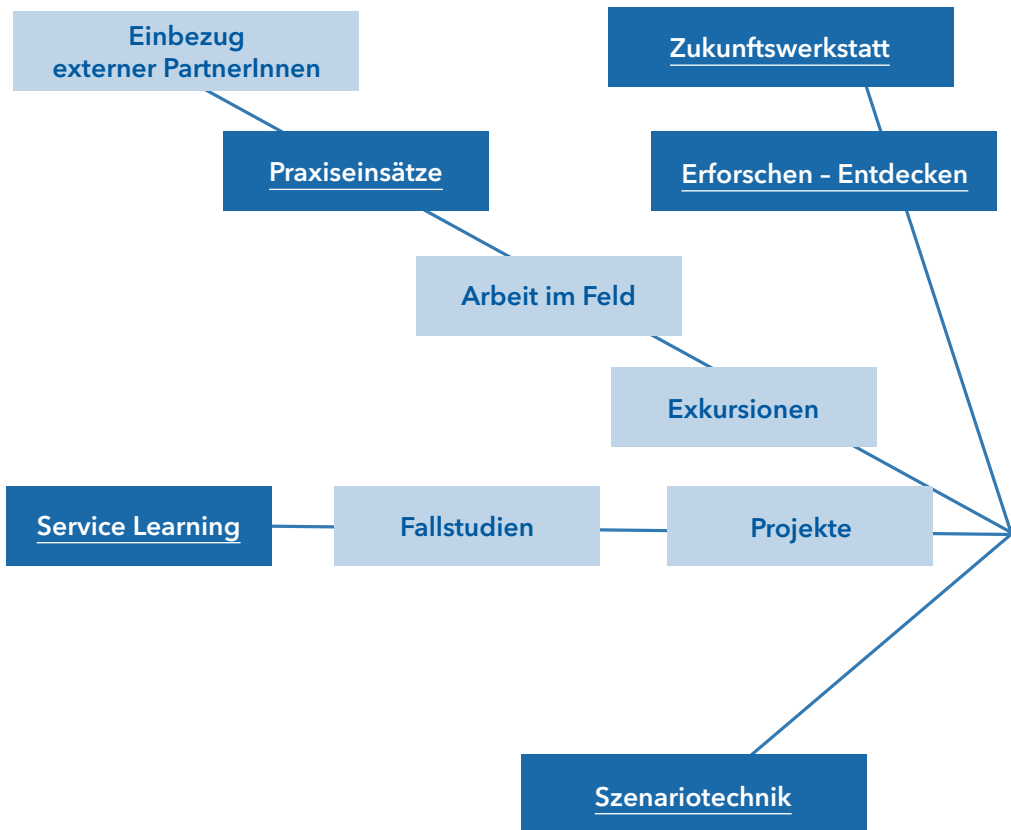 Einbezug
externer PartnerInnen
Zukunftswerkstatt
Praxiseinsätze
Erforschen – Entdecken
Arbeit im Feld
Exkursionen
Service Learning
Fallstudien
Projekte
Szenariotechnik